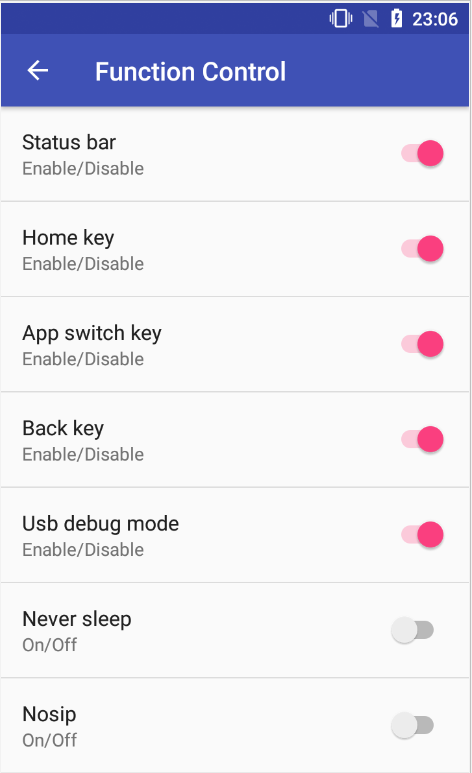 23:06
Function Control
Status bar
Enable/Disable
Home key
Enable/Disable
App switch key
Enable/Disable
Back key
Enable/Disable
Usb debug mode
Enable/Disable
Never sleep
On/Off
Nosip
On/Off